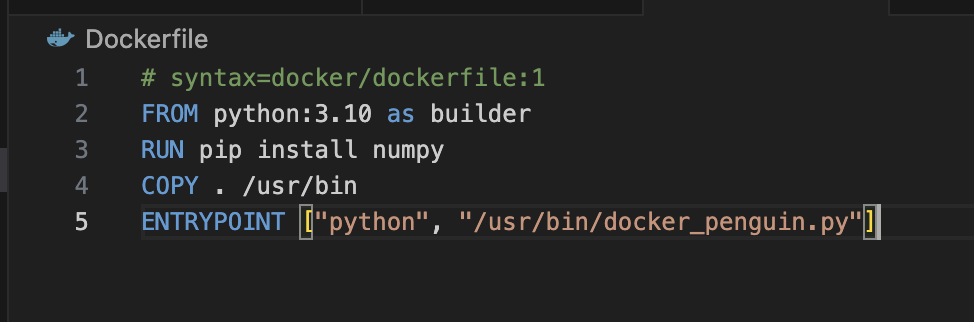 Dockerfile
1 # syntax=docker/dockerfile:1
2 FROM python:3.10 as builder
3 RUN pip install numpy
4 COPY . /usr/bin
5 ENTRYPOINT ["python", "/usr/bin/docker_penguin.py"]